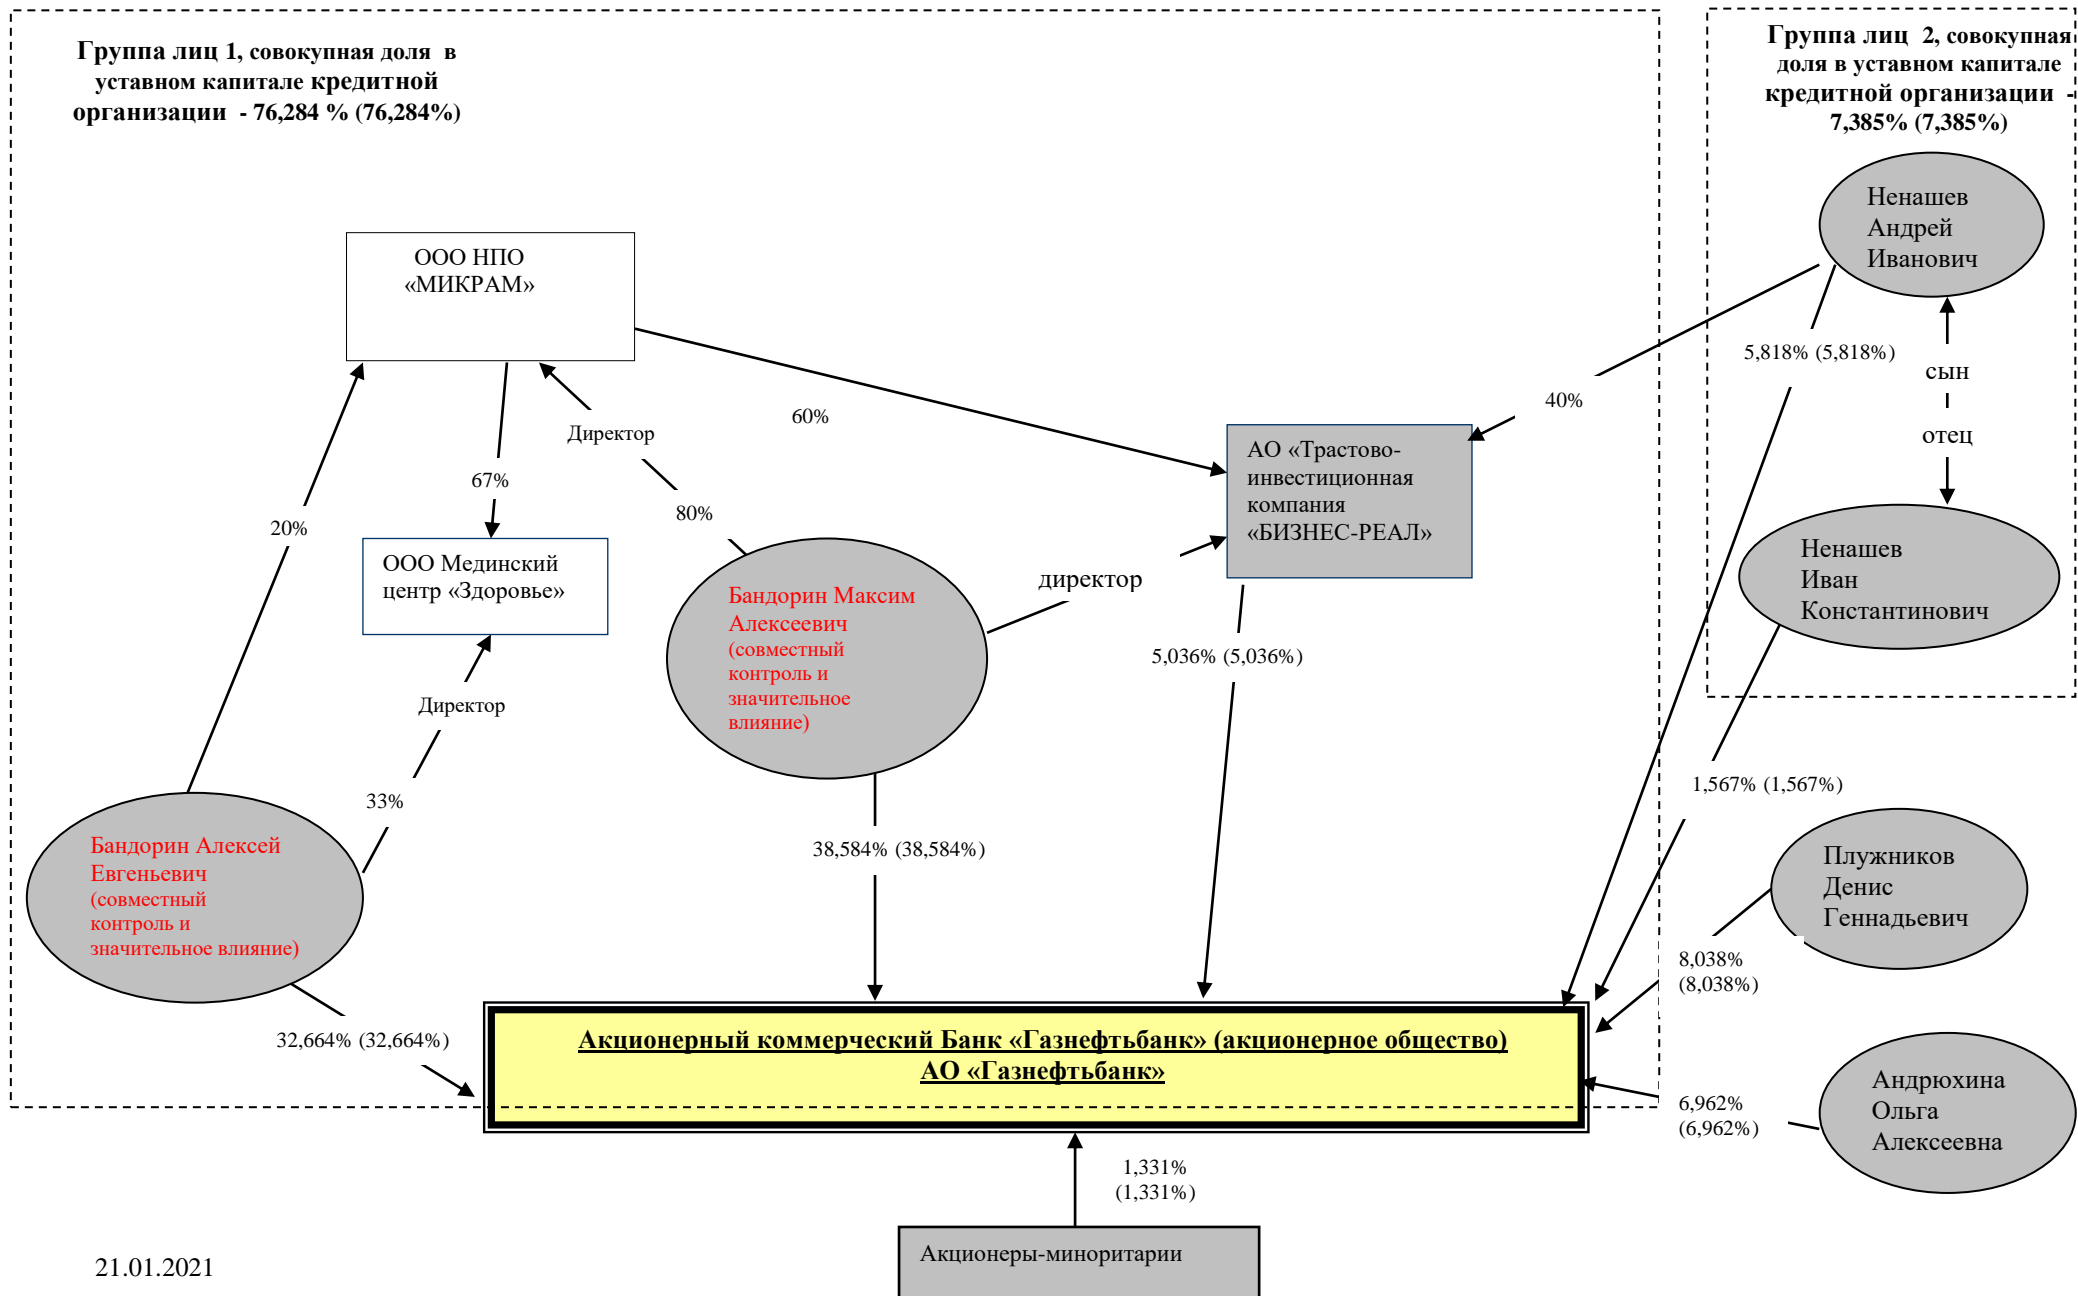 Группа лиц 1, совокупная доля в
уставном капитале кредитной
организации - 76,284 % (76,284%)
Группа лиц 2, совокупная
доля в уставном капитале
кредитной организации -
7,385% (7,385%)
Ненашев
Андрей
Иванович
ООО НПО
«МИКРАМ»
5,818% (5,818%)
сын
40%
60%
Директор
отец
АО «Трастово-
инвестиционная
компания
«БИЗНЕС-РЕАЛ»
67%
80%
20%
ООО Мединский
центр «Здоровье»
директор
Ненашев
Иван
Константинович
Бандорин Максим
Алексеевич
(совместный
контроль и
значительное
влияние)
5,036% (5,036%)
Директор
1,567% (1,567%)
33%
38,584% (38,584%)
Бандорин Алексей
Евгеньевич
(совместный
контроль и
значительное влияние)
Плужников
Денис
Геннадьевич
8,038%
(8,038%)
32,664% (32,664%)
Акционерный коммерческий Банк «Газнефтьбанк» (акционерное общество)
АО «Газнефтьбанк»
6,962%
(6,962%)
Андрюхина
Ольга
Алексеевна
1,331%
(1,331%)
Акционеры-миноритарии
21.01.2021